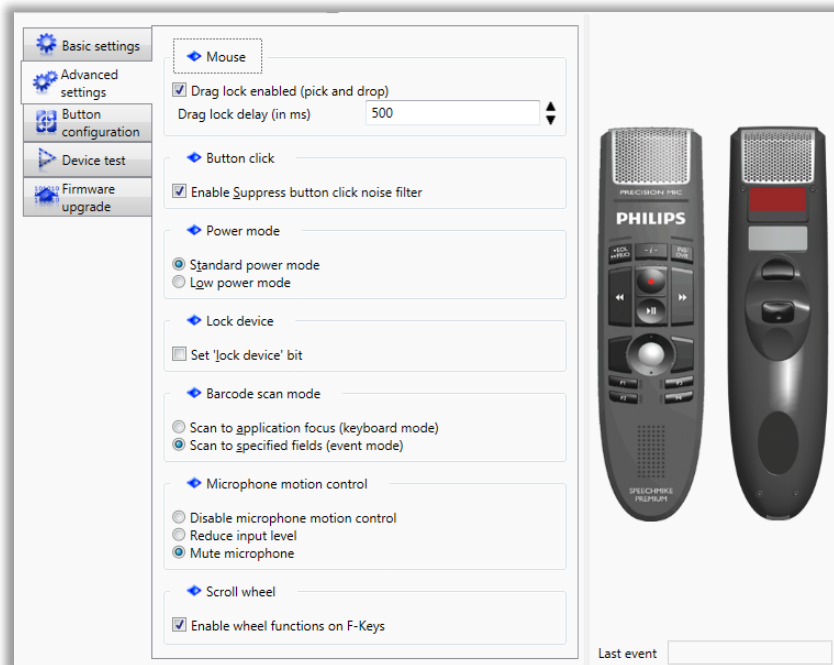 Basic settings
Advanced
settings
Button
configuration
Device test
Firmware
upgrade
Mouse
Drag lock enabled (pick and drop)
Drag lock delay (in ms)
500
Button click
Enable Suppress button click noise filter
Power mode
Standard power mode
Low power mode
Lock device
Set 'lock device' bit
Barcode scan mode
Scan to application focus (keyboard mode)
Scan to specified fields (event mode)
Microphone motion control
Disable microphone motion control
Reduce input level
Mute microphone
Scroll wheel
Enable wheel functions on F-Keys
PRECISION MIC
PHILIPS
-i-
SPEECHMIKE
PREMIUM
Last event